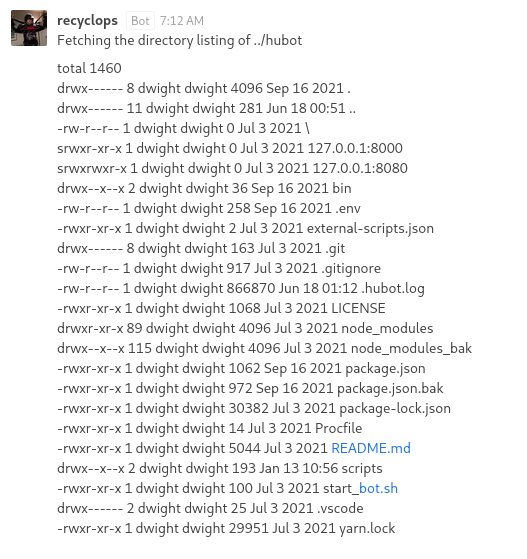 recyclops Bot 7:12 AM
Fetching the directory listing of ../hubot
total 1460
drwx------ 8 dwight dwight 4096 Sep 16 2021 .
drwx------ 11 dwight dwight 281 Jun 18 00:51 ..
-rw-r--r-- 1 dwight dwight 0 Jul 3 2021 \
srwxr-xr-x 1 dwight dwight 0 Jul 3 2021 127.0.0.1:8000
srwxrwxr-x 1 dwight dwight 0 Jul 3 2021 127.0.0.1:8080
drwx--x--x 2 dwight dwight 36 Sep 16 2021 bin
-rw-r--r-- 1 dwight dwight 258 Sep 16 2021 .env
-rwxr-xr-x 1 dwight dwight 2 Jul 3 2021 external-scripts.json
drwx------ 8 dwight dwight 163 Jul 3 2021 .git
-rw-r--r-- 1 dwight dwight 917 Jul 3 2021 .gitignore
-rw-r--r-- 1 dwight dwight 866870 Jun 18 01:12 .hubot.log
-rwxr-xr-x 1 dwight dwight 1068 Jul 3 2021 LICENSE
drwxr-xr-x 89 dwight dwight 4096 Jul 3 2021 node_modules
drwx--x--x 115 dwight dwight 4096 Jul 3 2021 node_modules_bak
-rwxr-xr-x 1 dwight dwight 1062 Sep 16 2021 package.json
-rwxr-xr-x 1 dwight dwight 972 Sep 16 2021 package.json.bak
-rwxr-xr-x 1 dwight dwight 30382 Jul 3 2021 package-lock.json
-rwxr-xr-x 1 dwight dwight 14 Jul 3 2021 Procfile
-rwxr-xr-x 1 dwight dwight 5044 Jul 3 2021 README.md
drwx--x--x 2 dwight dwight 193 Jan 13 10:56 scripts
-rwxr-xr-x 1 dwight dwight 100 Jul 3 2021 start_bot.sh
drwx------ 2 dwight dwight 25 Jul 3 2021 .vscode
-rwxr-xr-x 1 dwight dwight 29951 Jul 3 2021 yarn.lock